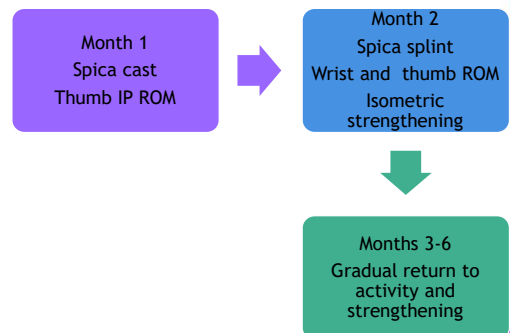 Month 1
Spica cast
Thumb IP ROM
Month 2
Spica splint
Wrist and thumb ROM
Isometric
strengthening
Months 3-6
Gradual return to
activity and
strengthening